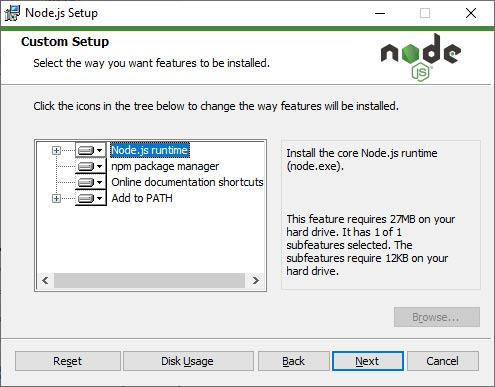 Node.js Setup
Custom Setup
Select the way you want features to be installed.
node
JS
Click the icons in the tree below to change the way features will be installed.
Node.js runtime
npm package manager
Online documentation shortcuts
Add to PATH
Install the core Node.js runtime
(node.exe).
This feature requires 27MB on your
hard drive. It has 1 of 1
subfeatures selected. The
subfeatures require 12KB on your
hard drive.
Browse...
Reset
Disk Usage
Back
Next
Cancel